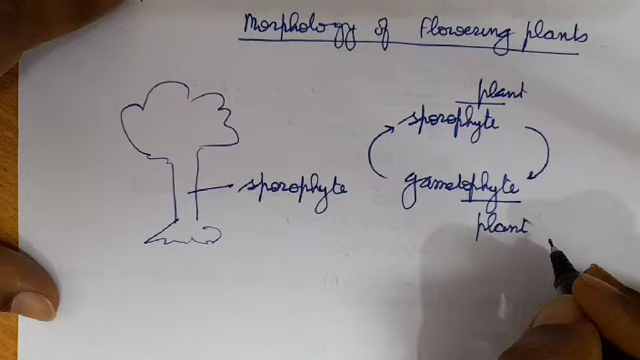 Morphology of Flowering plants
plant
sporophyte
sporophyte
gametophyte
plant